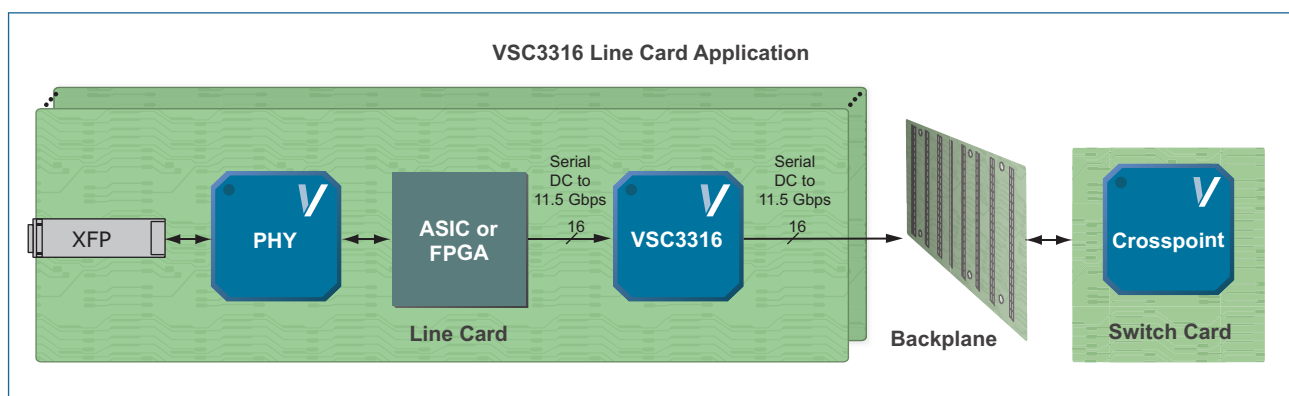 VSC3316 Line Card Application
XFP
PHY
ASIC or
FPGA
Serial
DC to
11.5 Gbps
16
VSC3316
Serial
DC to
11.5 Gbps
16
Crosspoint
Line Card
Backplane
Switch Card